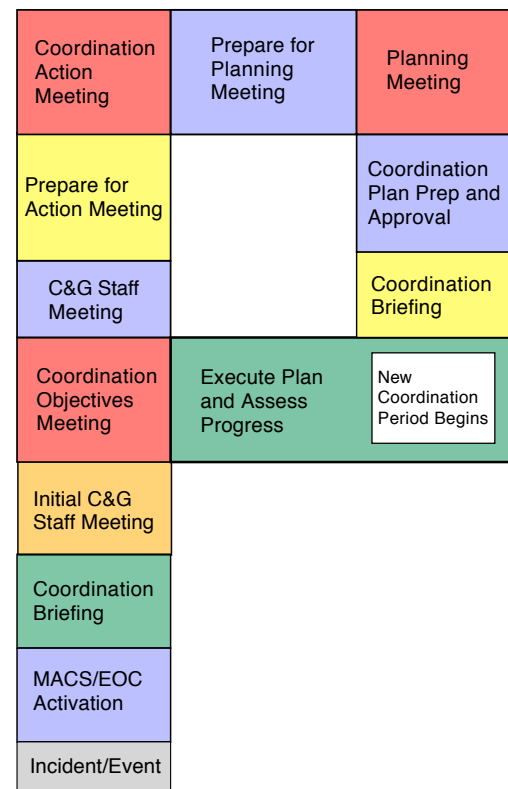 Coordination
Action
Meeting
Prepare for
Planning
Meeting
Planning
Meeting
Prepare for
Action Meeting
Coordination
Plan Prep and
Approval
C&G Staff
Meeting
Coordination
Briefing
Coordination
Objectives
Meeting
Execute Plan
and Assess
Progress
New
Coordination
Period Begins
Initial C&G
Staff Meeting
Coordination
Briefing
MACS/EOC
Activation
Incident/Event